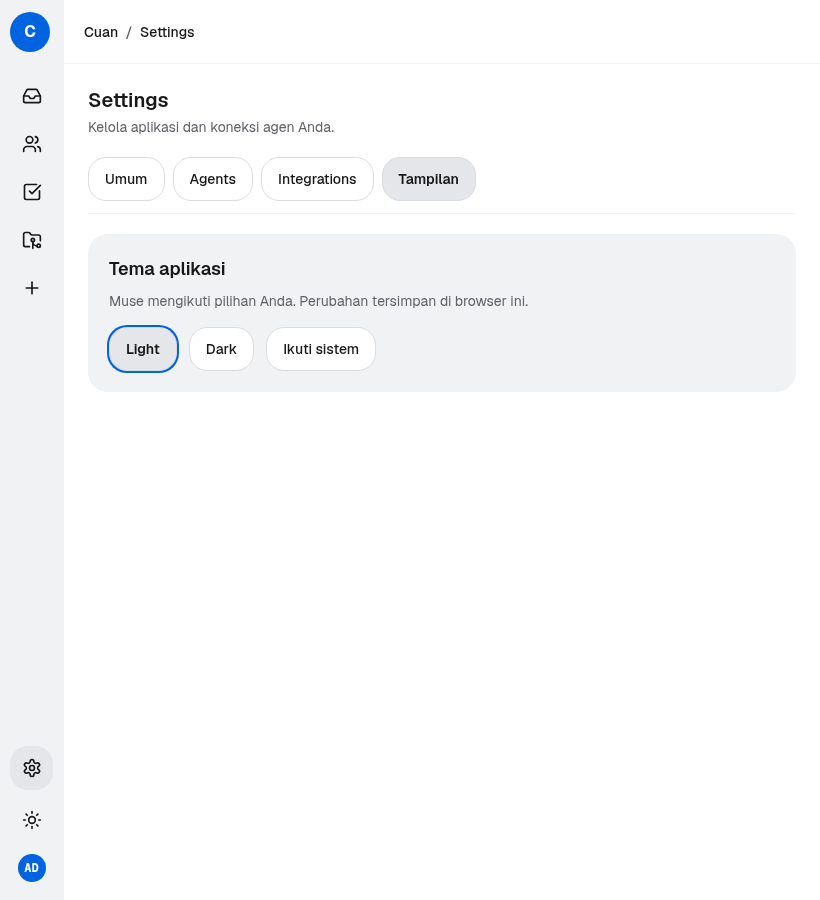 C
Cuan / Settings
Settings
Kelola aplikasi dan koneksi agen Anda.
Umum Agents Integrations Tampilan
Tema aplikasi
Muse mengikuti pilihan Anda. Perubahan tersimpan di browser ini.
Light Dark Ikuti sistem
AD